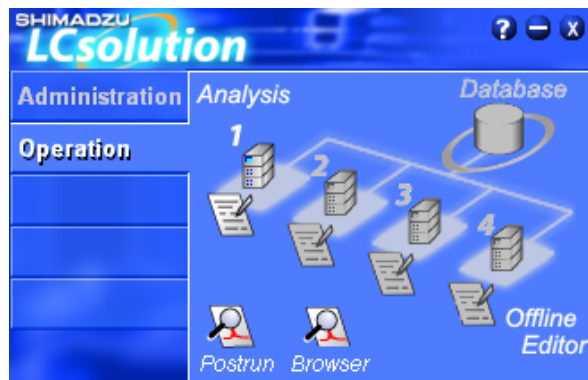 SHIMADZU
LCsolution
? – X
Administration
Analysis
Database
Operation
1
2
3
4
Offline
Editor
Postrun Browser